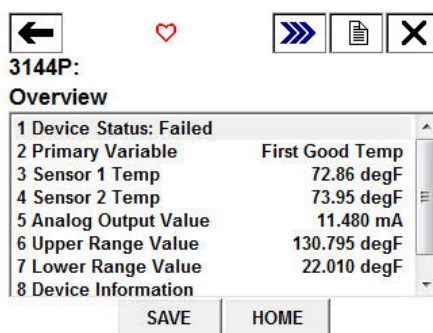 3144P:
Overview
1 Device Status: Failed
2 Primary Variable First Good Temp
3 Sensor 1 Temp 72.86 degF
4 Sensor 2 Temp 73.95 degF
5 Analog Output Value 11.480 mA
6 Upper Range Value 130.795 degF
7 Lower Range Value 22.010 degF
8 Device Information
SAVE HOME